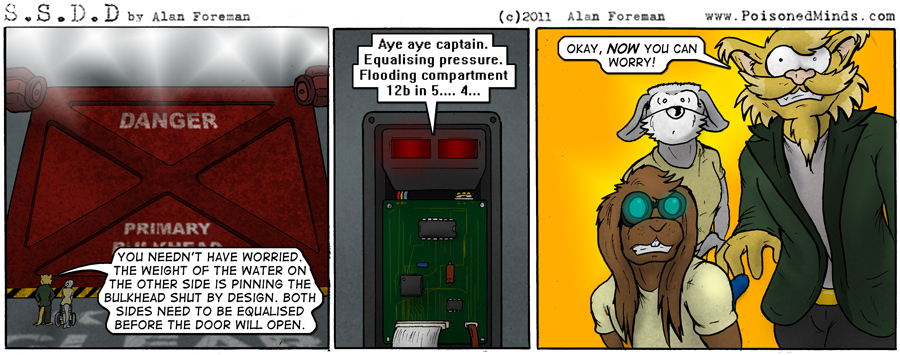 S.S.D.D by Alan Foreman (c)2011 Alan Foreman www.PoisonedMinds.com
DANGER
PRIMARY
BULKHEAD
YOU NEEDN'T HAVE WORRIED.
THE WEIGHT OF THE WATER ON
THE OTHER SIDE IS PINNING THE
BULKHEAD SHUT BY DESIGN. BOTH
SIDES NEED TO BE EQUALISED
BEFORE THE DOOR WILL OPEN.
Aye aye captain.
Equalising pressure.
Flooding compartment
12b in 5.... 4...
OKAY, NOW YOU CAN
WORRY!